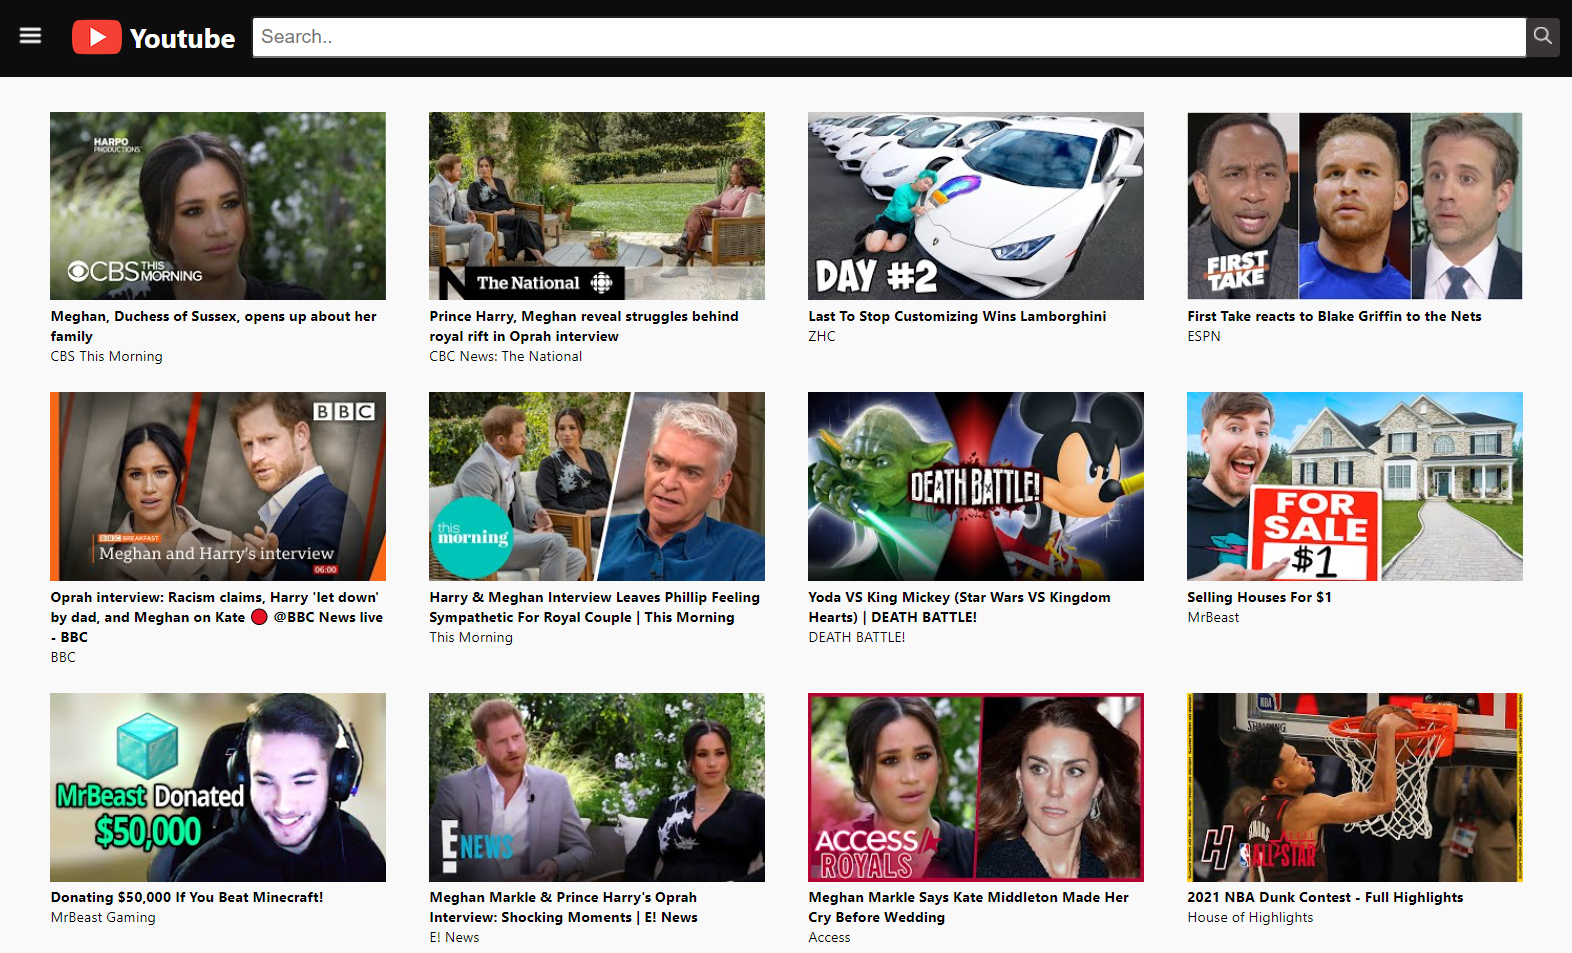 Youtube
Search..
HARPO
PRODUCTIONS
CBS THIS MORNING
The National
DAY #2
FIRST
TAKE
Meghan, Duchess of Sussex, opens up about her
family
CBS This Morning
Prince Harry, Meghan reveal struggles behind
royal rift in Oprah interview
CBC News: The National
Last To Stop Customizing Wins Lamborghini
ZHC
First Take reacts to Blake Griffin to the Nets
ESPN
BBC
BBC BREAKFAST
Meghan and Harry's interview
06:00
this
morning
DEATH BATTLE!
FOR
SALE
$1
Oprah interview: Racism claims, Harry 'let down'
by dad, and Meghan on Kate 🔴 @BBC News live
- BBC
BBC
Harry & Meghan Interview Leaves Phillip Feeling
Sympathetic For Royal Couple | This Morning
This Morning
Yoda VS King Mickey (Star Wars VS Kingdom
Hearts) | DEATH BATTLE!
DEATH BATTLE!
Selling Houses For $1
MrBeast
MrBeast Donated
$50,000
E! NEWS
ACCESS
ROYALS
NBA
SPALDING
H
ALL-STAR
Donating $50,000 If You Beat Minecraft!
MrBeast Gaming
Meghan Markle & Prince Harry's Oprah
Interview: Shocking Moments | E! News
E! News
Meghan Markle Says Kate Middleton Made Her
Cry Before Wedding
Access
2021 NBA Dunk Contest - Full Highlights
House of Highlights